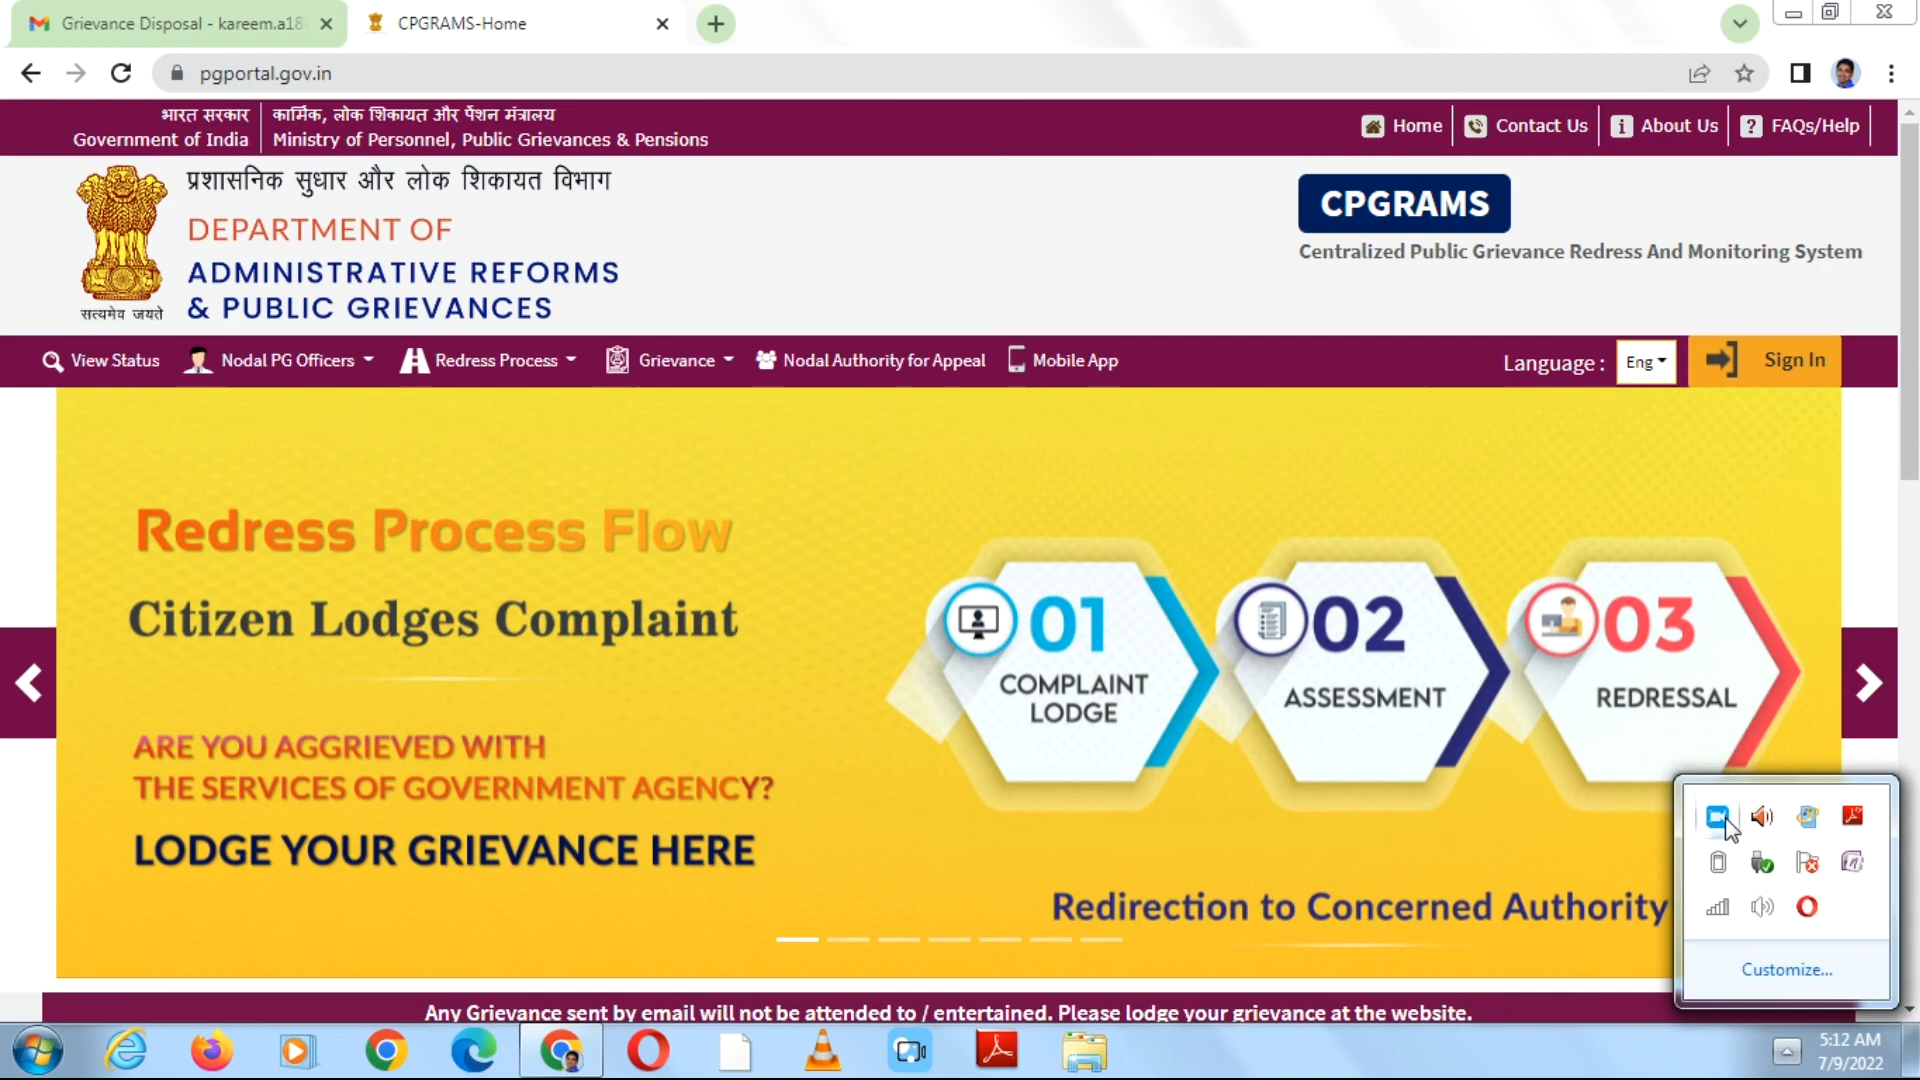 Grievance Disposal - kareem.a18
CPGRAMS-Home
pgportal.gov.in
भारत सरकार
Government of India
कार्मिक, लोक शिकायत और पेंशन मंत्रालय
Ministry of Personnel, Public Grievances & Pensions
Home
Contact Us
About Us
FAQs/Help
सत्यमेव जयते
प्रशासनिक सुधार और लोक शिकायत विभाग
DEPARTMENT OF
ADMINISTRATIVE REFORMS
& PUBLIC GRIEVANCES
CPGRAMS
Centralized Public Grievance Redress And Monitoring System
View Status
Nodal PG Officers
Redress Process
Grievance
Nodal Authority for Appeal
Mobile App
Language :
Eng
Sign In
Redress Process Flow
Citizen Lodges Complaint
ARE YOU AGGRIEVED WITH
THE SERVICES OF GOVERNMENT AGENCY?
LODGE YOUR GRIEVANCE HERE
01
COMPLAINT
LODGE
02
ASSESSMENT
03
REDRESSAL
Redirection to Concerned Authority
Customize...
Any Grievance sent by email will not be attended to / entertained. Please lodge your grievance at the website.
5:12 AM
7/9/2022